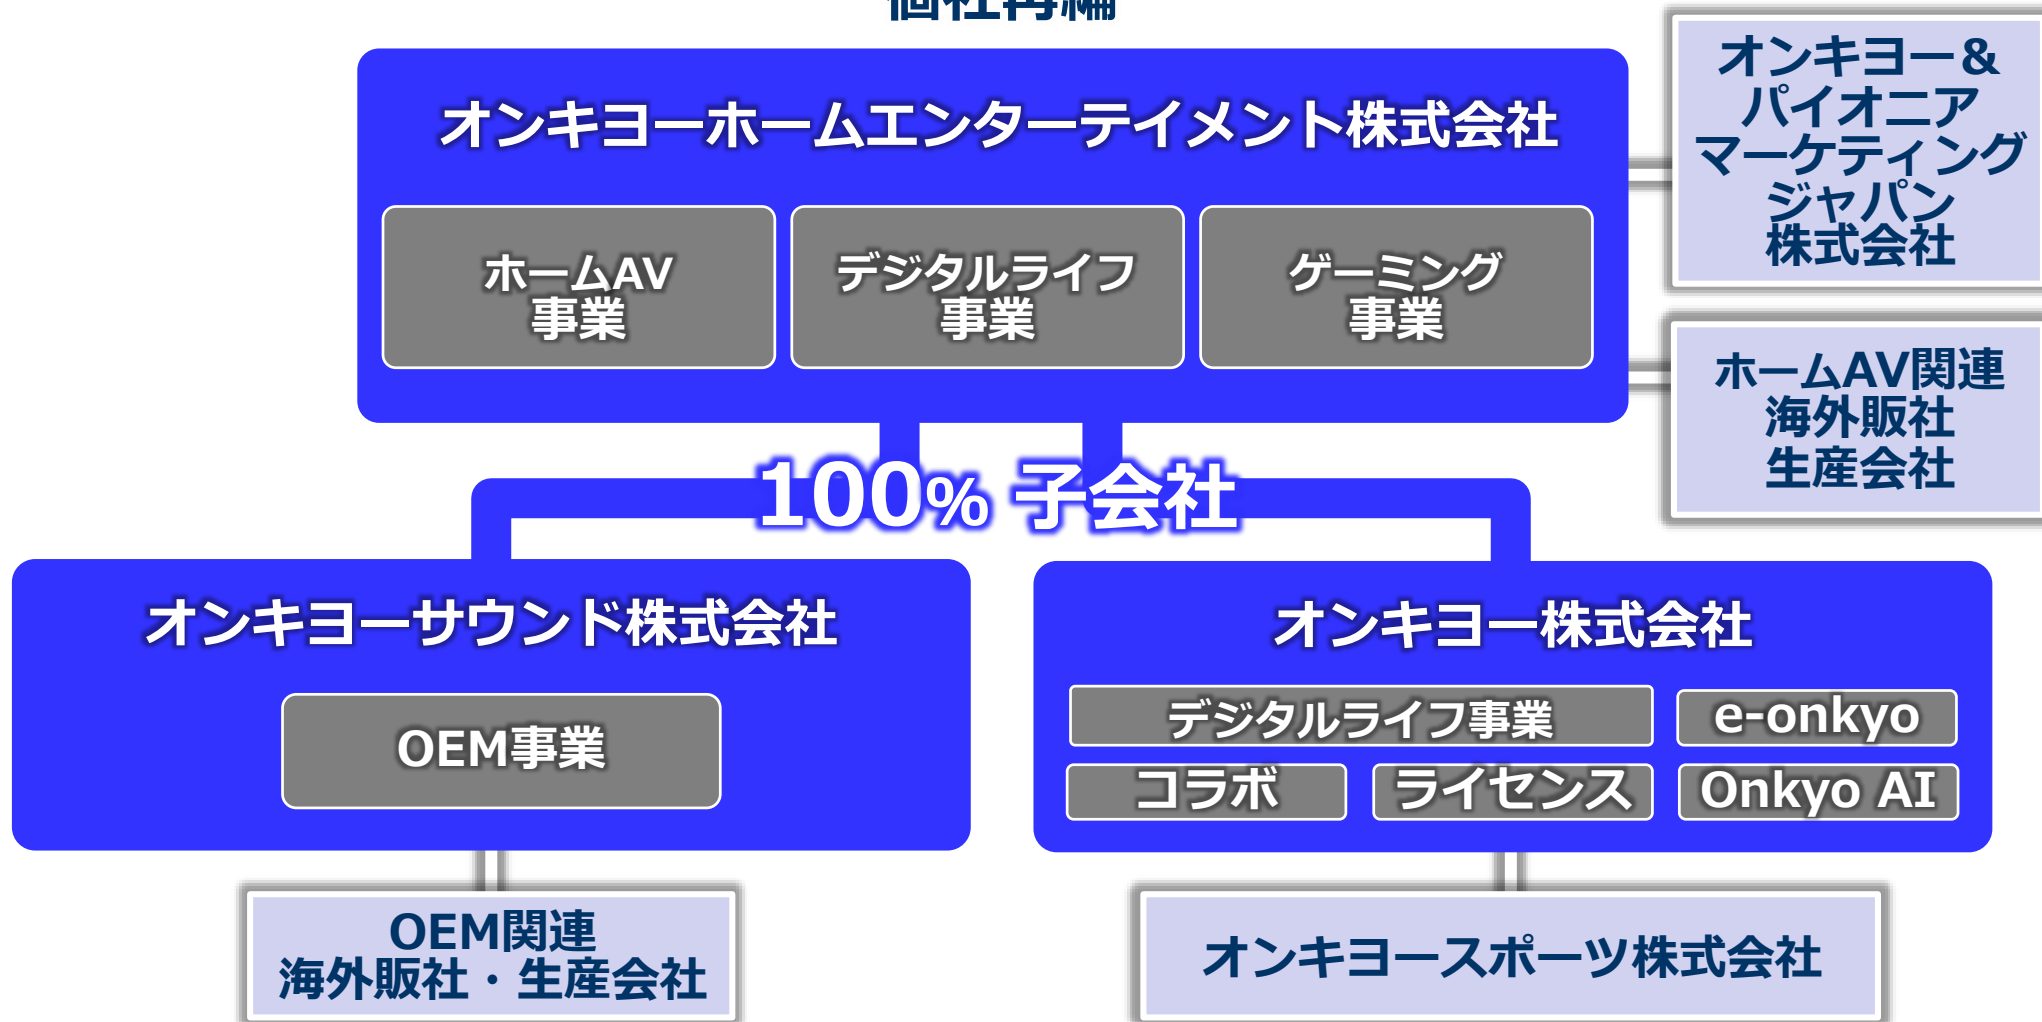 個社再編
オンキヨーホームエンターテイメント株式会社
ホームAV
事業
デジタルライフ
事業
ゲーミング
事業
オンキヨー＆
パイオニア
マーケティング
ジャパン
株式会社
ホームAV関連
海外販社
生産会社
100% 子会社
オンキヨーサウンド株式会社
OEM事業
オンキヨー株式会社
デジタルライフ事業
e-onkyo
コラボ
ライセンス
Onkyo AI
OEM関連
海外販社・生産会社
オンキヨースポーツ株式会社